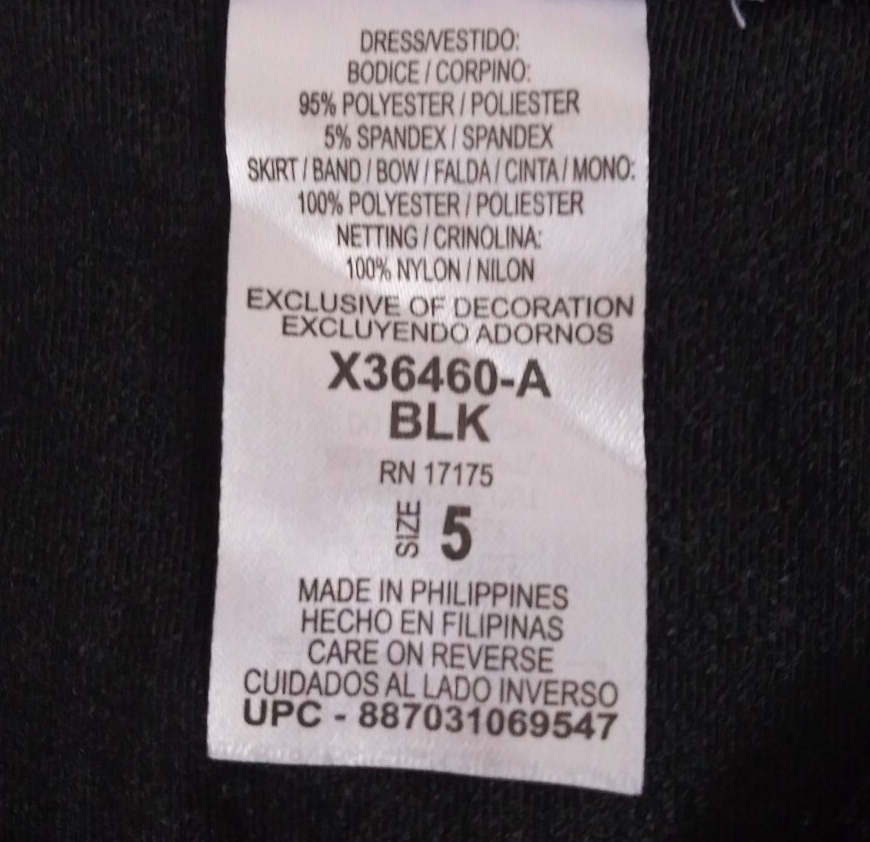 DRESS/VESTIDO:
BODICE / CORPINO:
95% POLYESTER / POLIESTER
5% SPANDEX / SPANDEX
SKIRT / BAND / BOW / FALDA / CINTA / MONO:
100% POLYESTER / POLIESTER
NETTING / CRINOLINA:
100% NYLON / NILON
EXCLUSIVE OF DECORATION
EXCLUYENDO ADORNOS
X36460-A
BLK
RN 17175
SIZE 5
MADE IN PHILIPPINES
HECHO EN FILIPINAS
CARE ON REVERSE
CUIDADOS AL LADO INVERSO
UPC - 887031069547